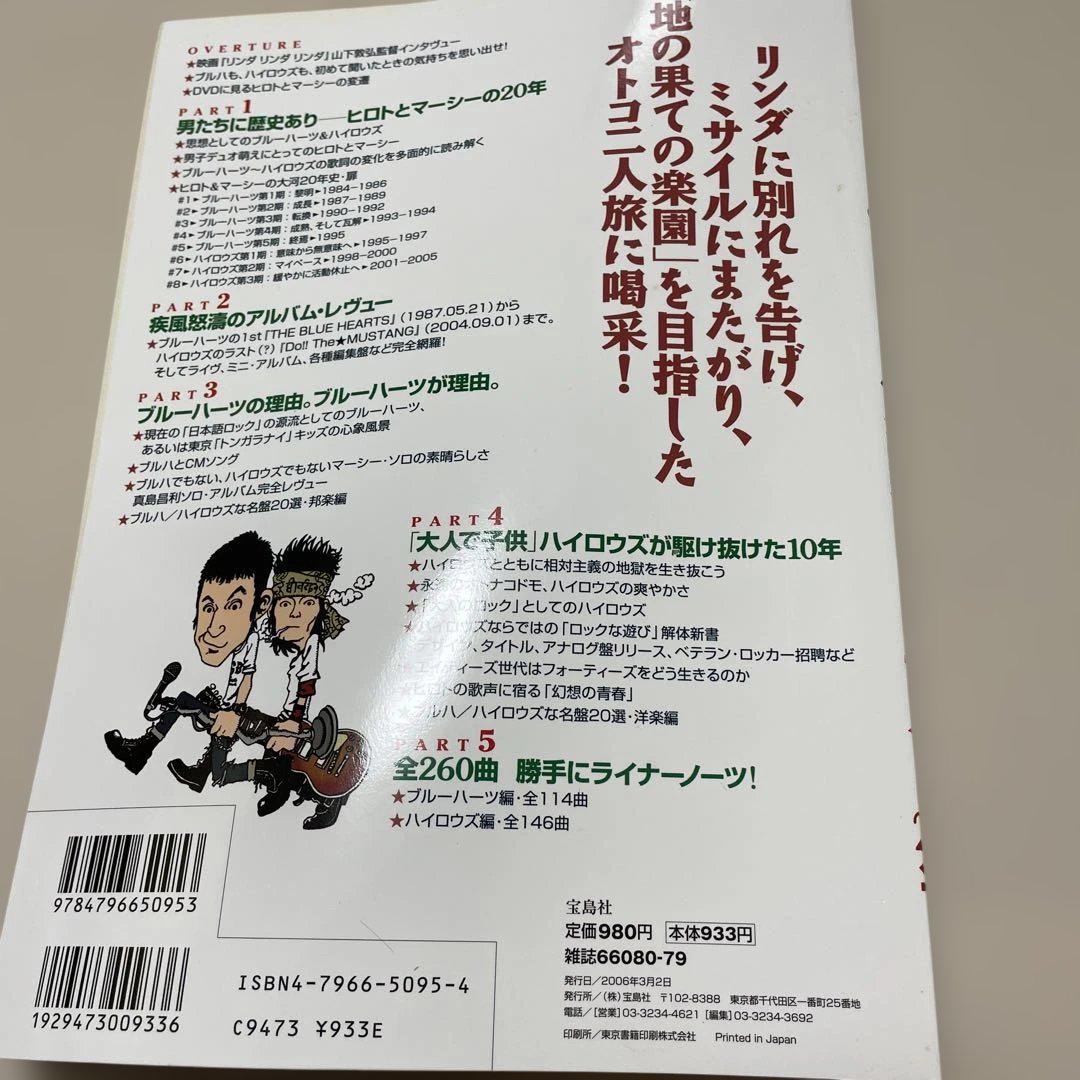 リンダに別れを告げ、
ミサイルにまたがり、
「地の果ての楽園」を目指した
オトコ二人旅に喝采！
OVERTURE
★映画『リンダ リンダ リンダ』山下敦弘監督インタヴュー
★ブルハも、ハイロウズも、初めて聞いたときの気持ちを思い出せ！
★DVDに見るヒロトとマーシーの変遷
PART 1
男たちに歴史あり──ヒロトとマーシーの20年
★思想としてのブルーハーツ&ハイロウズ
★男子デュオ萌えにとってのヒロトとマーシー
★ブルーハーツ〜ハイロウズの歌詞の変化を多面的に読み解く
★ヒロト&マーシーの大河20年史・扉
#1▶ブルーハーツ第1期：黎明▶1984−1986
#2▶ブルーハーツ第2期：成長▶1987−1989
#3▶ブルーハーツ第3期：転換▶1990−1992
#4▶ブルーハーツ第4期：成熟、そして瓦解▶1993−1994
#5▶ブルーハーツ第5期：終焉▶1995
#6▶ハイロウズ第1期：意味から無意味へ▶1995−1997
#7▶ハイロウズ第2期：マイペース▶1998−2000
#8▶ハイロウズ第3期：緩やかに活動休止へ▶2001−2005
PART 2
疾風怒濤のアルバム・レヴュー
★ブルーハーツの1st『THE BLUE HEARTS』(1987.05.21)から
ハイロウズのラスト(?)『Do!! The★MUSTANG』(2004.09.01)まで。
そしてライヴ、ミニ・アルバム、各種編集盤など完全網羅！
PART 3
ブルーハーツの理由。ブルーハーツが理由。
★現在の「日本語ロック」の源流としてのブルーハーツ、
あるいは東京「トンガラナイ」キッズの心象風景
★ブルハとCMソング
★ブルハでもない、ハイロウズでもないマーシー・ソロの素晴らしさ
真島昌利ソロ・アルバム完全レヴュー
★ブルハ／ハイロウズな名盤20選・邦楽編
PART 4
「大人で子供」ハイロウズが駆け抜けた10年
★ハイロウズとともに相対主義の地獄を生き抜こう
★永遠のオトナコドモ、ハイロウズの爽やかさ
★「大人のロック」としてのハイロウズ
★ハイロウズならではの「ロックな遊び」解体新書
デザイン、タイトル、アナログ盤リリース、ベテラン・ロッカー招聘など
★エイティーズ世代はフォーティーズをどう生きるのか
★ヒロトの歌声に宿る「幻想の青春」
★ブルハ／ハイロウズな名盤20選・洋楽編
PART 5
全260曲 勝手にライナーノーツ！
★ブルーハーツ編・全114曲
★ハイロウズ編・全146曲
9784796650953
1929473009336
ISBN4-7966-5095-4
C9473 ¥933E
宝島社
定価980円 本体933円
雑誌66080-79
発行日／2006年3月2日
発行所／(株)宝島社 〒102-8388 東京都千代田区一番町25番地
電話／[営業]03-3234-4621 [編集]03-3234-3692
印刷所／東京書籍印刷株式会社 Printed in Japan